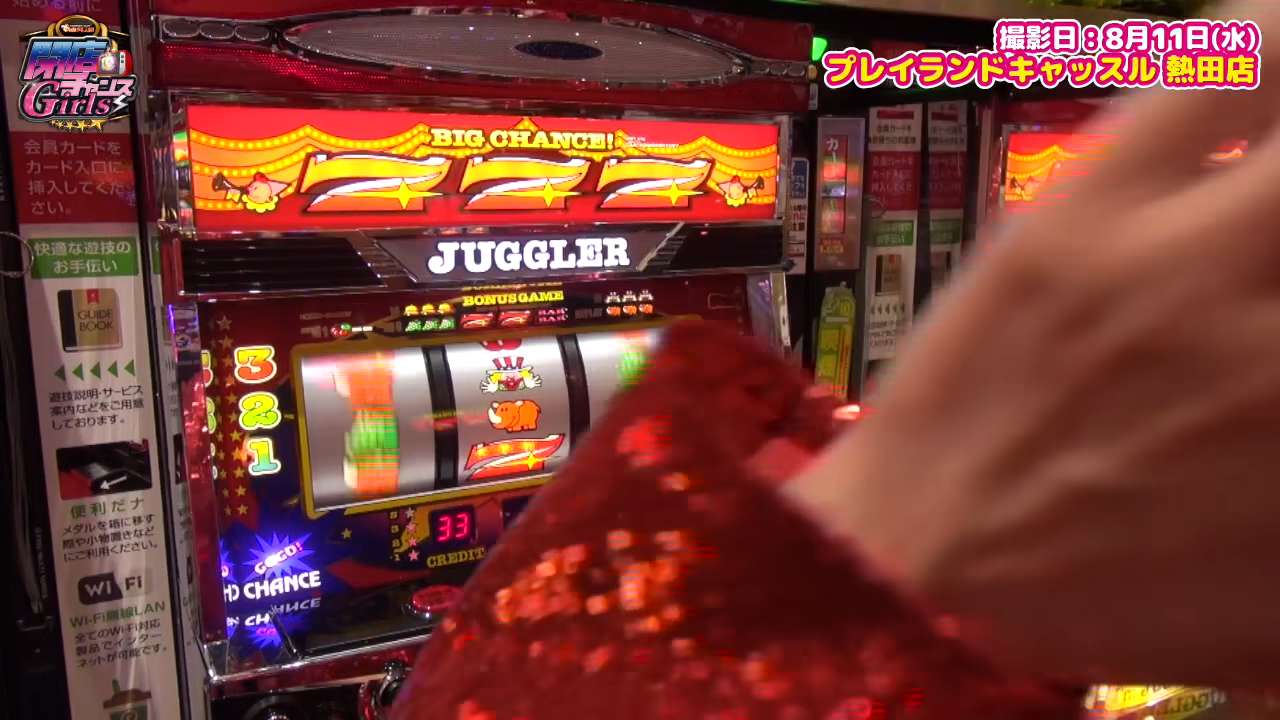 撮影日：8月11日(水)
プレイランドキャッスル 熱田店
閉店
チャンス
Girls
会員カードを
カード入口に
挿入してくだ
さい。
快適な遊技の
お手伝い
GUIDE
BOOK
遊技説明・サービス
案内などをご用意
しております。
便利だナ
メダルを箱に移す
際や小物置きなど
にご利用ください。
Wi Fi
Wi-Fi無線LAN
全てのWi-Fi対応
製品でインター
ネットが可能です。
BIG CHANCE!
777
JUGGLER
BONUS GAME
3
2
1
33
CREDIT
GOGO!
CHANCE